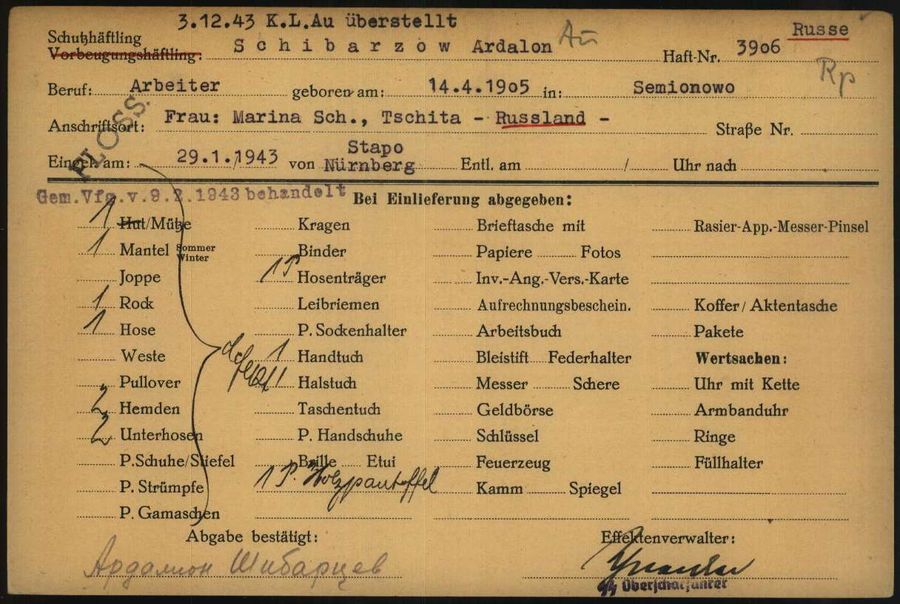 3.12.43 K.L.Au überstellt
Schutzhäftling
Vorbeugungshäftling: Schibarzow Ardalon Au Haft-Nr. 3906 Russe
Rp
Beruf: Arbeiter geboren am: 14.4.1905 in: Semionowo
FLOSS.
Anschriftsort: Frau: Marina Sch., Tschita - Russland - Straße Nr.
am: 29.1./1943 von Stapo Nürnberg Entl. am / Uhr nach
Gem.Vfg.v.9.2.1943 behandelt Bei Einlieferung abgegeben:
1 Hut/Mütze Kragen Brieftasche mit Rasier-App.-Messer-Pinsel
1 Mantel Sommer Winter Binder Papiere Fotos
Joppe 1 P Hosenträger Inv.-Ang.-Vers.-Karte
1 Rock Leibriemen Aufrechnungsbeschein. Koffer/Aktentasche
1 Hose P. Sockenhalter Arbeitsbuch Pakete
Weste 1 Handtuch Bleistift Federhalter Wertsachen:
Pullover Halstuch Messer Schere Uhr mit Kette
2 Hemden Taschentuch Geldbörse Armbanduhr
2 Unterhosen P. Handschuhe Schlüssel Ringe
P. Schuhe/Stiefel Brille Etui Feuerzeug Füllhalter
P. Strümpfe 1 P. Holzpantoffel Kamm Spiegel
P. Gamaschen
Abgabe bestätigt: Effektenverwalter:
Ардалион Шибарцев
SS Oberscharführer